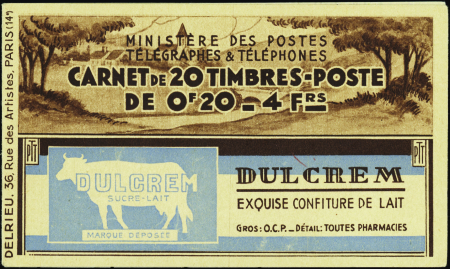 DELRIEU, 36, Rue des Artistes, PARIS (14e)
MINISTÈRE DES POSTES
TÉLÉGRAPHES & TÉLÉPHONES
CARNET DE 20 TIMBRES-POSTE
DE 0F20 - 4 FRS
PTT
PTT
DULCREM
SUCRE-LAIT
MARQUE DÉPOSÉE
DULCREM
EXQUISE CONFITURE DE LAIT
GROS: O.C.P. - DÉTAIL: TOUTES PHARMACIES